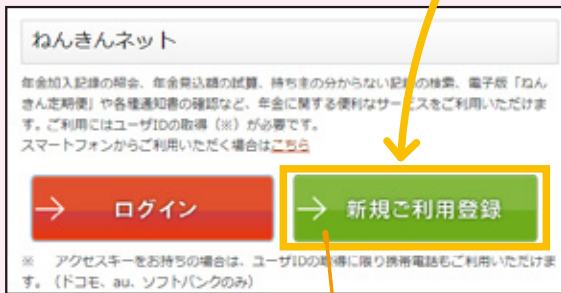 ねんきんネット
年金加入記録の照会、年金見込額の試算、持ち主の分からない記録の検索、電子版「ねん
きん定期便」や各種通知書の確認など、年金に関する便利なサービスをご利用いただけま
す。ご利用にはユーザIDの取得（※）が必要です。
スマートフォンからご利用いただく場合はこちら
ログイン
新規ご利用登録
※　アクセスキーをお持ちの場合は、ユーザIDの取得に限り携帯電話もご利用いただけま
す。（ドコモ、au、ソフトバンクのみ）